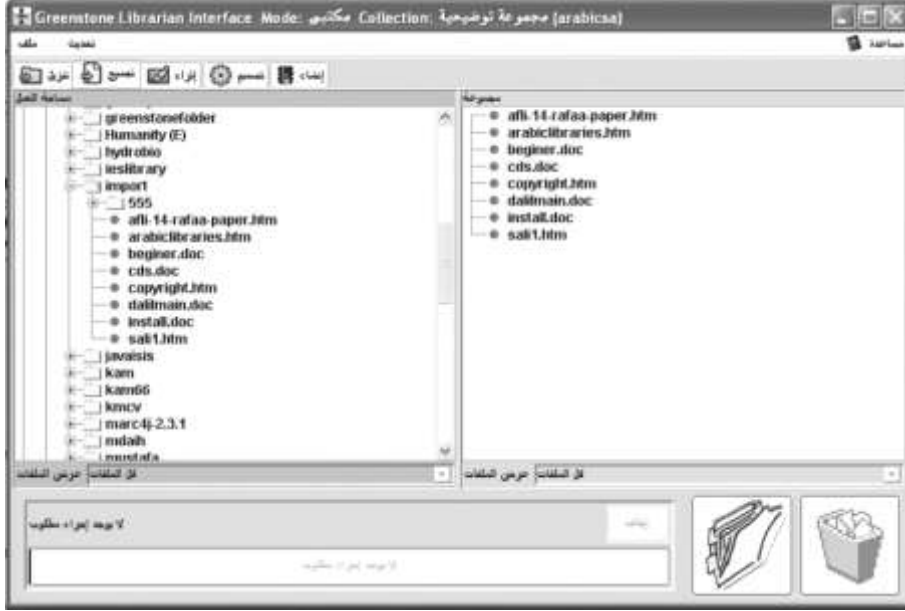 Greenstone Librarian Interface Mode: مكتبي Collection: مجموعة توضيحية (arabicsa)
ملف تحديث مساعدة
تنزيل تجميع إثراء تصميم إنشاء
مساحة العمل
greenstonefolder
Humanity (E)
hydrobio
ieslibrary
import
555
afli-14-rafaa-paper.htm
arabiclibraries.htm
beginer.doc
cds.doc
copyright.htm
dalilmain.doc
install.doc
sali1.htm
javaisis
kam
kam66
kmcv
marc4j-2.3.1
mdaih
mustafa
عرض الملفات كل الملفات
مجموعة
afli-14-rafaa-paper.htm
arabiclibraries.htm
beginer.doc
cds.doc
copyright.htm
dalilmain.doc
install.doc
sali1.htm
عرض الملفات كل الملفات
لا يوجد إجراء مطلوب
لا يوجد إجراء مطلوب